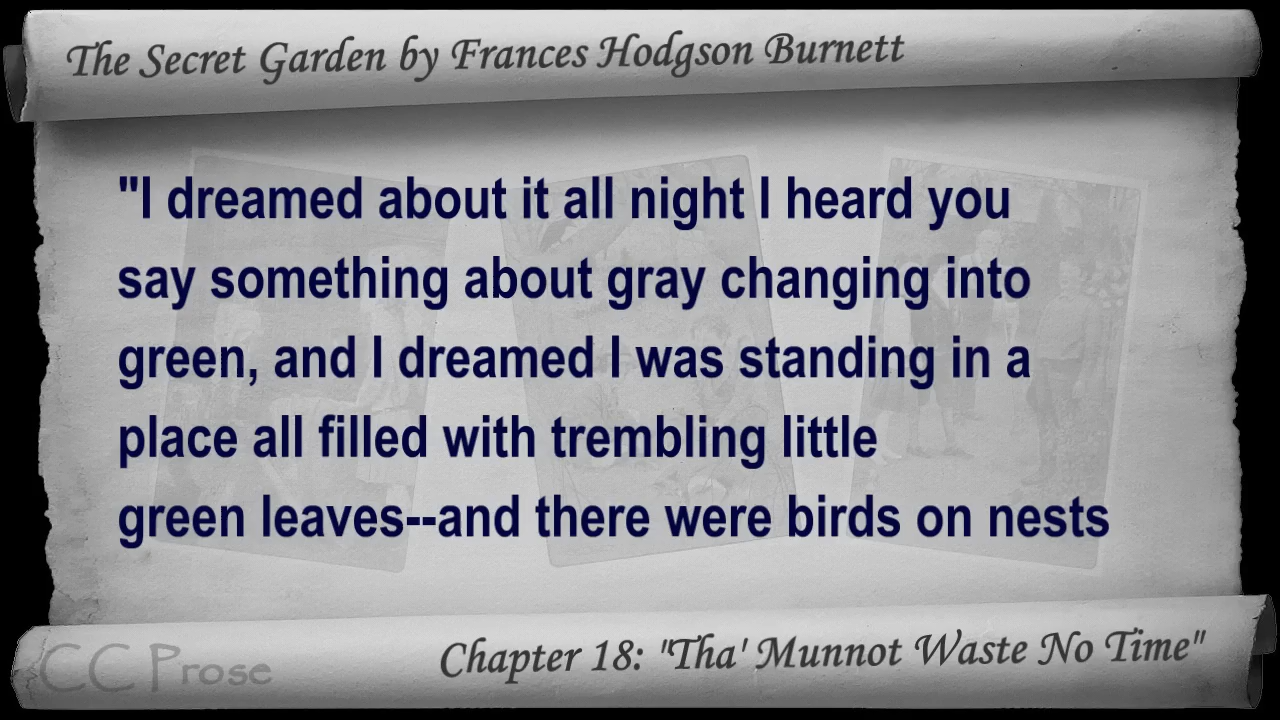 The Secret Garden by Frances Hodgson Burnett
"I dreamed about it all night I heard you
say something about gray changing into
green, and I dreamed I was standing in a
place all filled with trembling little
green leaves--and there were birds on nests
CC Prose
Chapter 18: "Tha' Munnot Waste No Time"